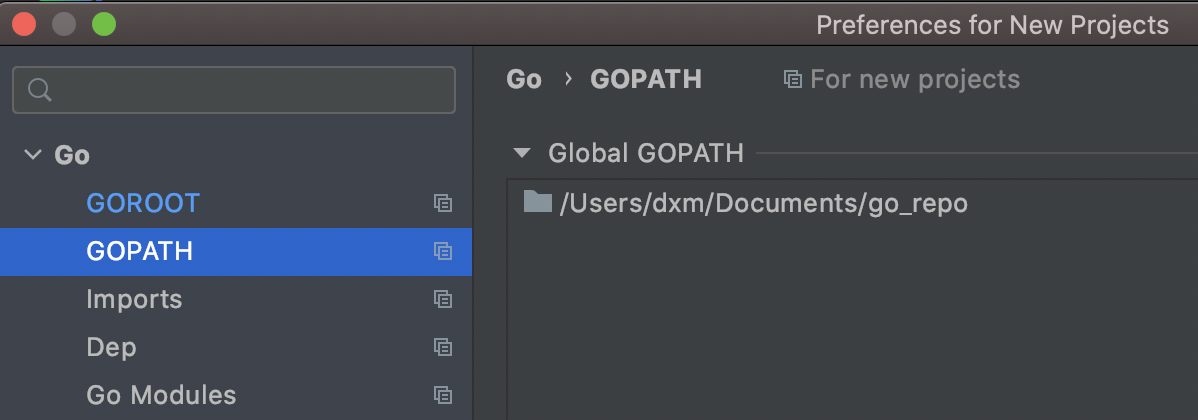 Preferences for New Projects
Go
GOROOT
GOPATH
Imports
Dep
Go Modules
Go › GOPATH
For new projects
Global GOPATH
/Users/dxm/Documents/go_repo